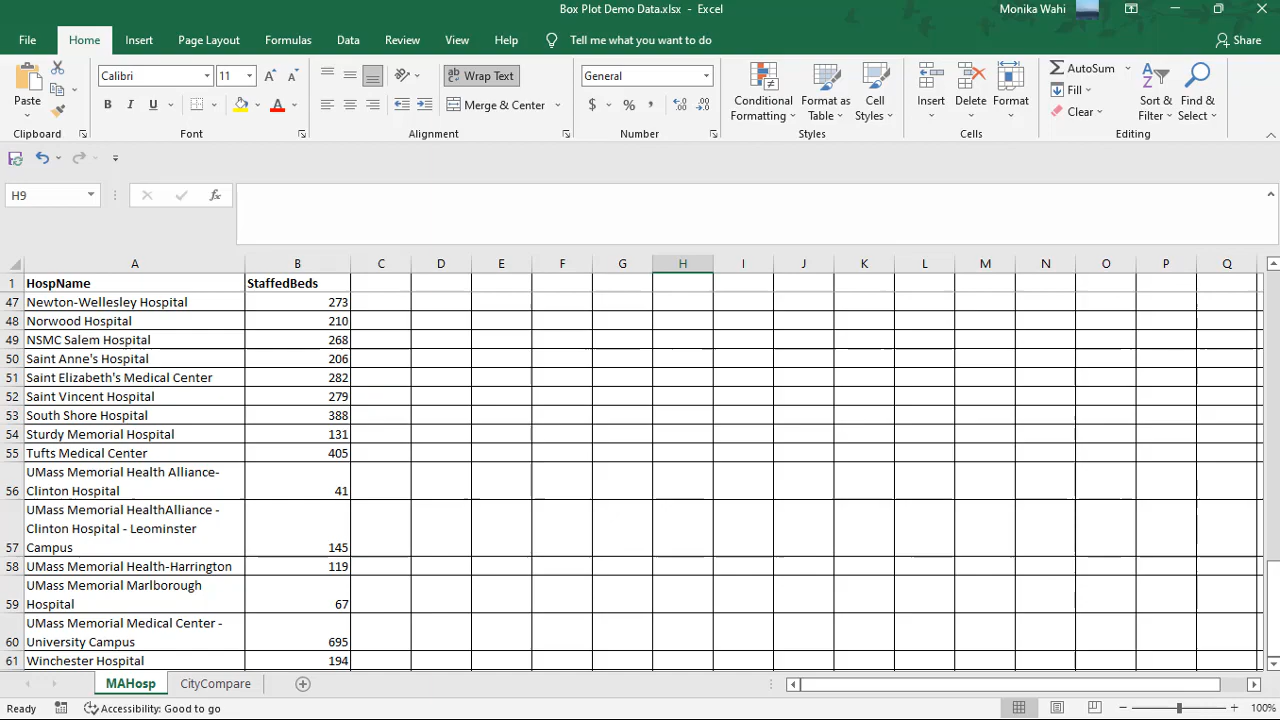 Box Plot Demo Data.xlsx - Excel
Monika Wahi
File Home Insert Page Layout Formulas Data Review View Help Tell me what you want to do Share
Paste
Calibri 11
B I U A
ab Wrap Text
Merge & Center
General
$ % ,
Conditional Formatting
Format as Table
Cell Styles
Insert
Delete
Format
AutoSum
Fill
Clear
Sort & Filter
Find & Select
Clipboard Font Alignment Number Styles Cells Editing
H9 fx
A B C D E F G H I J K L M N O P Q
1 HospName StaffedBeds
47 Newton-Wellesley Hospital 273
48 Norwood Hospital 210
49 NSMC Salem Hospital 268
50 Saint Anne's Hospital 206
51 Saint Elizabeth's Medical Center 282
52 Saint Vincent Hospital 279
53 South Shore Hospital 388
54 Sturdy Memorial Hospital 131
55 Tufts Medical Center 405
UMass Memorial Health Alliance-
56 Clinton Hospital 41
UMass Memorial HealthAlliance -
Clinton Hospital - Leominster
57 Campus 145
58 UMass Memorial Health-Harrington 119
UMass Memorial Marlborough
59 Hospital 67
UMass Memorial Medical Center -
60 University Campus 695
61 Winchester Hospital 194
MAHosp CityCompare
Ready Accessibility: Good to go 100%